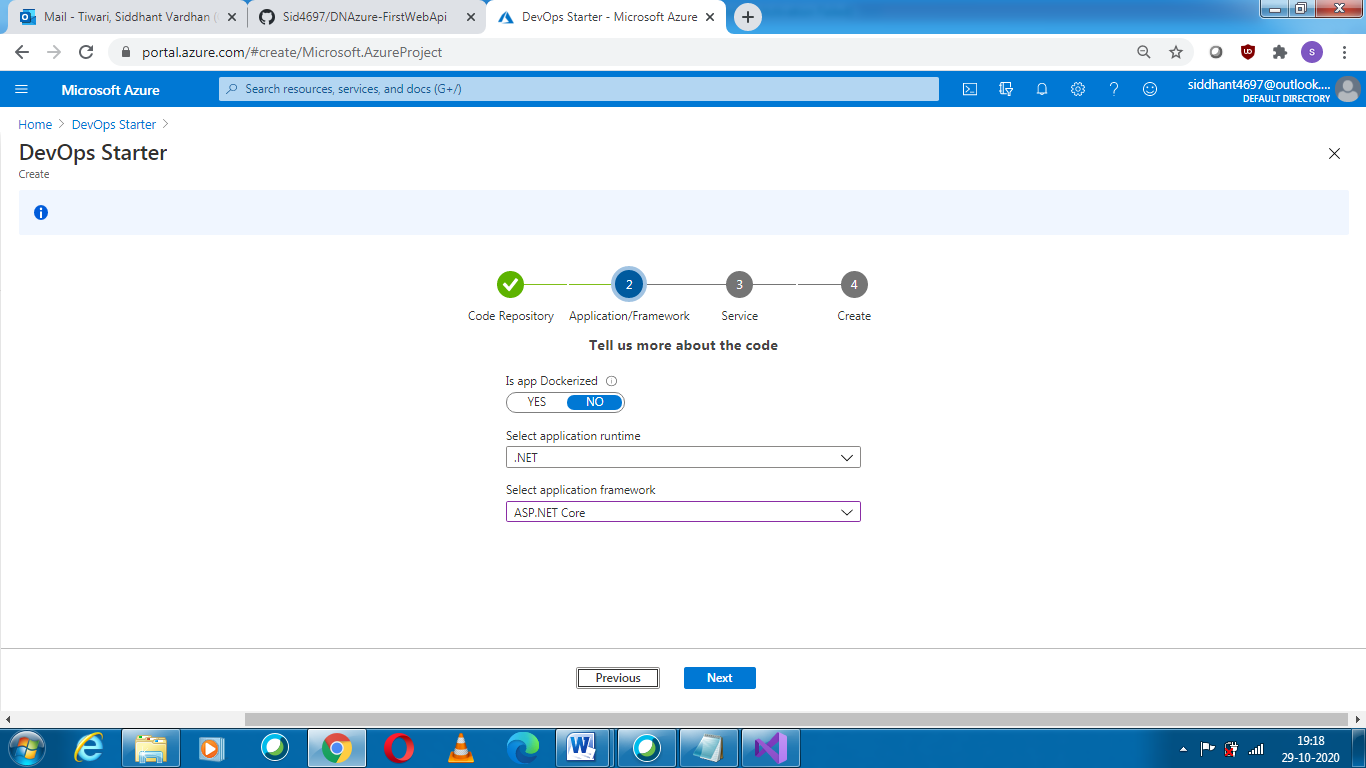 Mail - Tiwari, Siddhant Vardhan (
Sid4697/DNAzure-FirstWebApi
DevOps Starter - Microsoft Azure
portal.azure.com/#create/Microsoft.AzureProject
S
Microsoft Azure
Search resources, services, and docs (G+/)
siddhant4697@outlook....
DEFAULT DIRECTORY
Home > DevOps Starter >
DevOps Starter
Create
2
3
4
Code Repository
Application/Framework
Service
Create
Tell us more about the code
Is app Dockerized
YES
NO
Select application runtime
.NET
Select application framework
ASP.NET Core
Previous
Next
19:18
29-10-2020